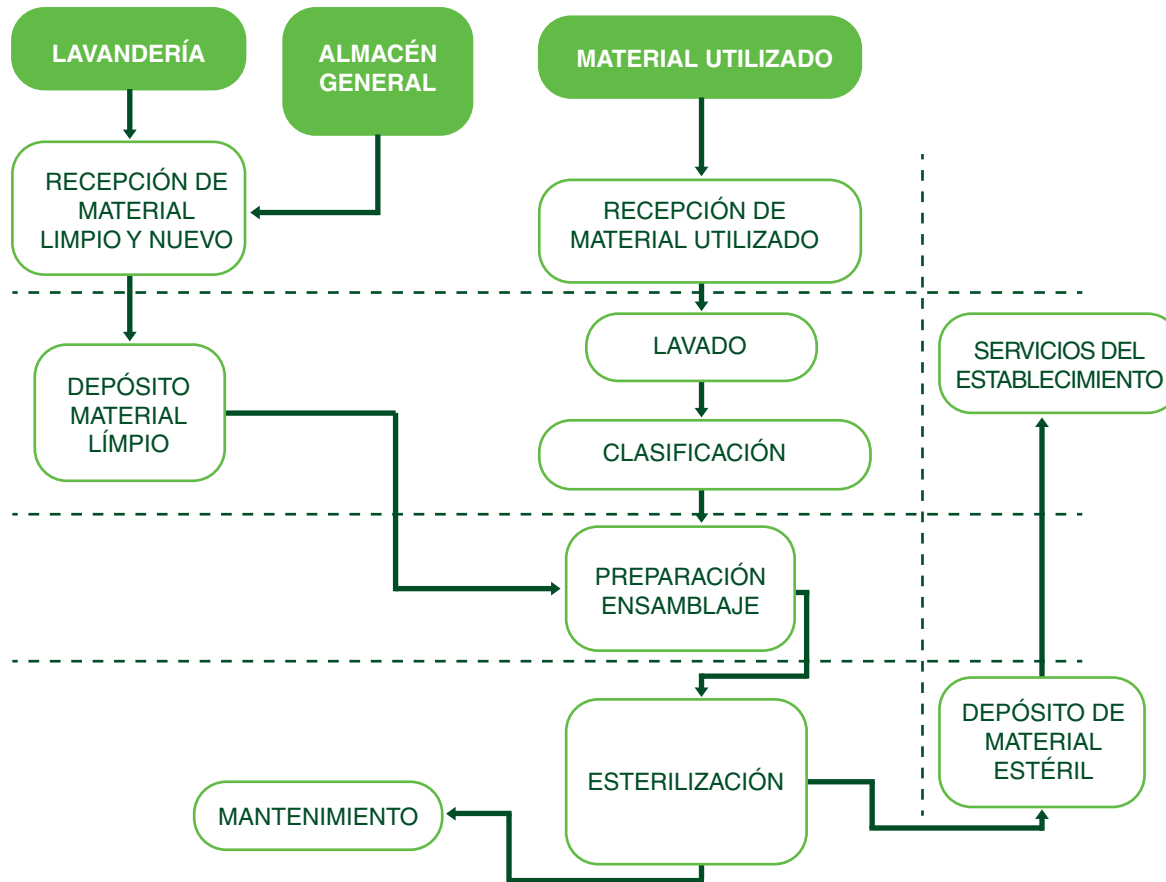 LAVANDERÍA
ALMACÉN
GENERAL
MATERIAL UTILIZADO
RECEPCIÓN DE
MATERIAL
LIMPIO Y NUEVO
RECEPCIÓN DE
MATERIAL UTILIZADO
LAVADO
SERVICIOS DEL
ESTABLECIMIENTO
DEPÓSITO
MATERIAL
LÍMPIO
CLASIFICACIÓN
PREPARACIÓN
ENSAMBLAJE
ESTERILIZACIÓN
DEPÓSITO DE
MATERIAL
ESTÉRIL
MANTENIMIENTO